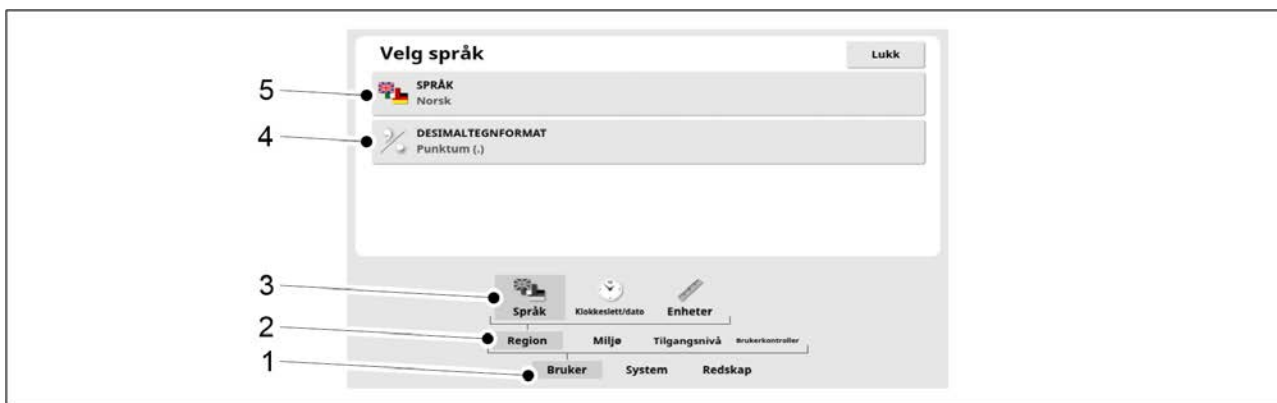 Velg språk
Lukk
5
SPRÅK
Norsk
4
DESIMALTEGNFORMAT
Punktum (.)
3
Språk Klokkeslett/dato Enheter
2
Region Miljø Tilgangsnivå Brukerkontroller
1
Bruker System Redskap